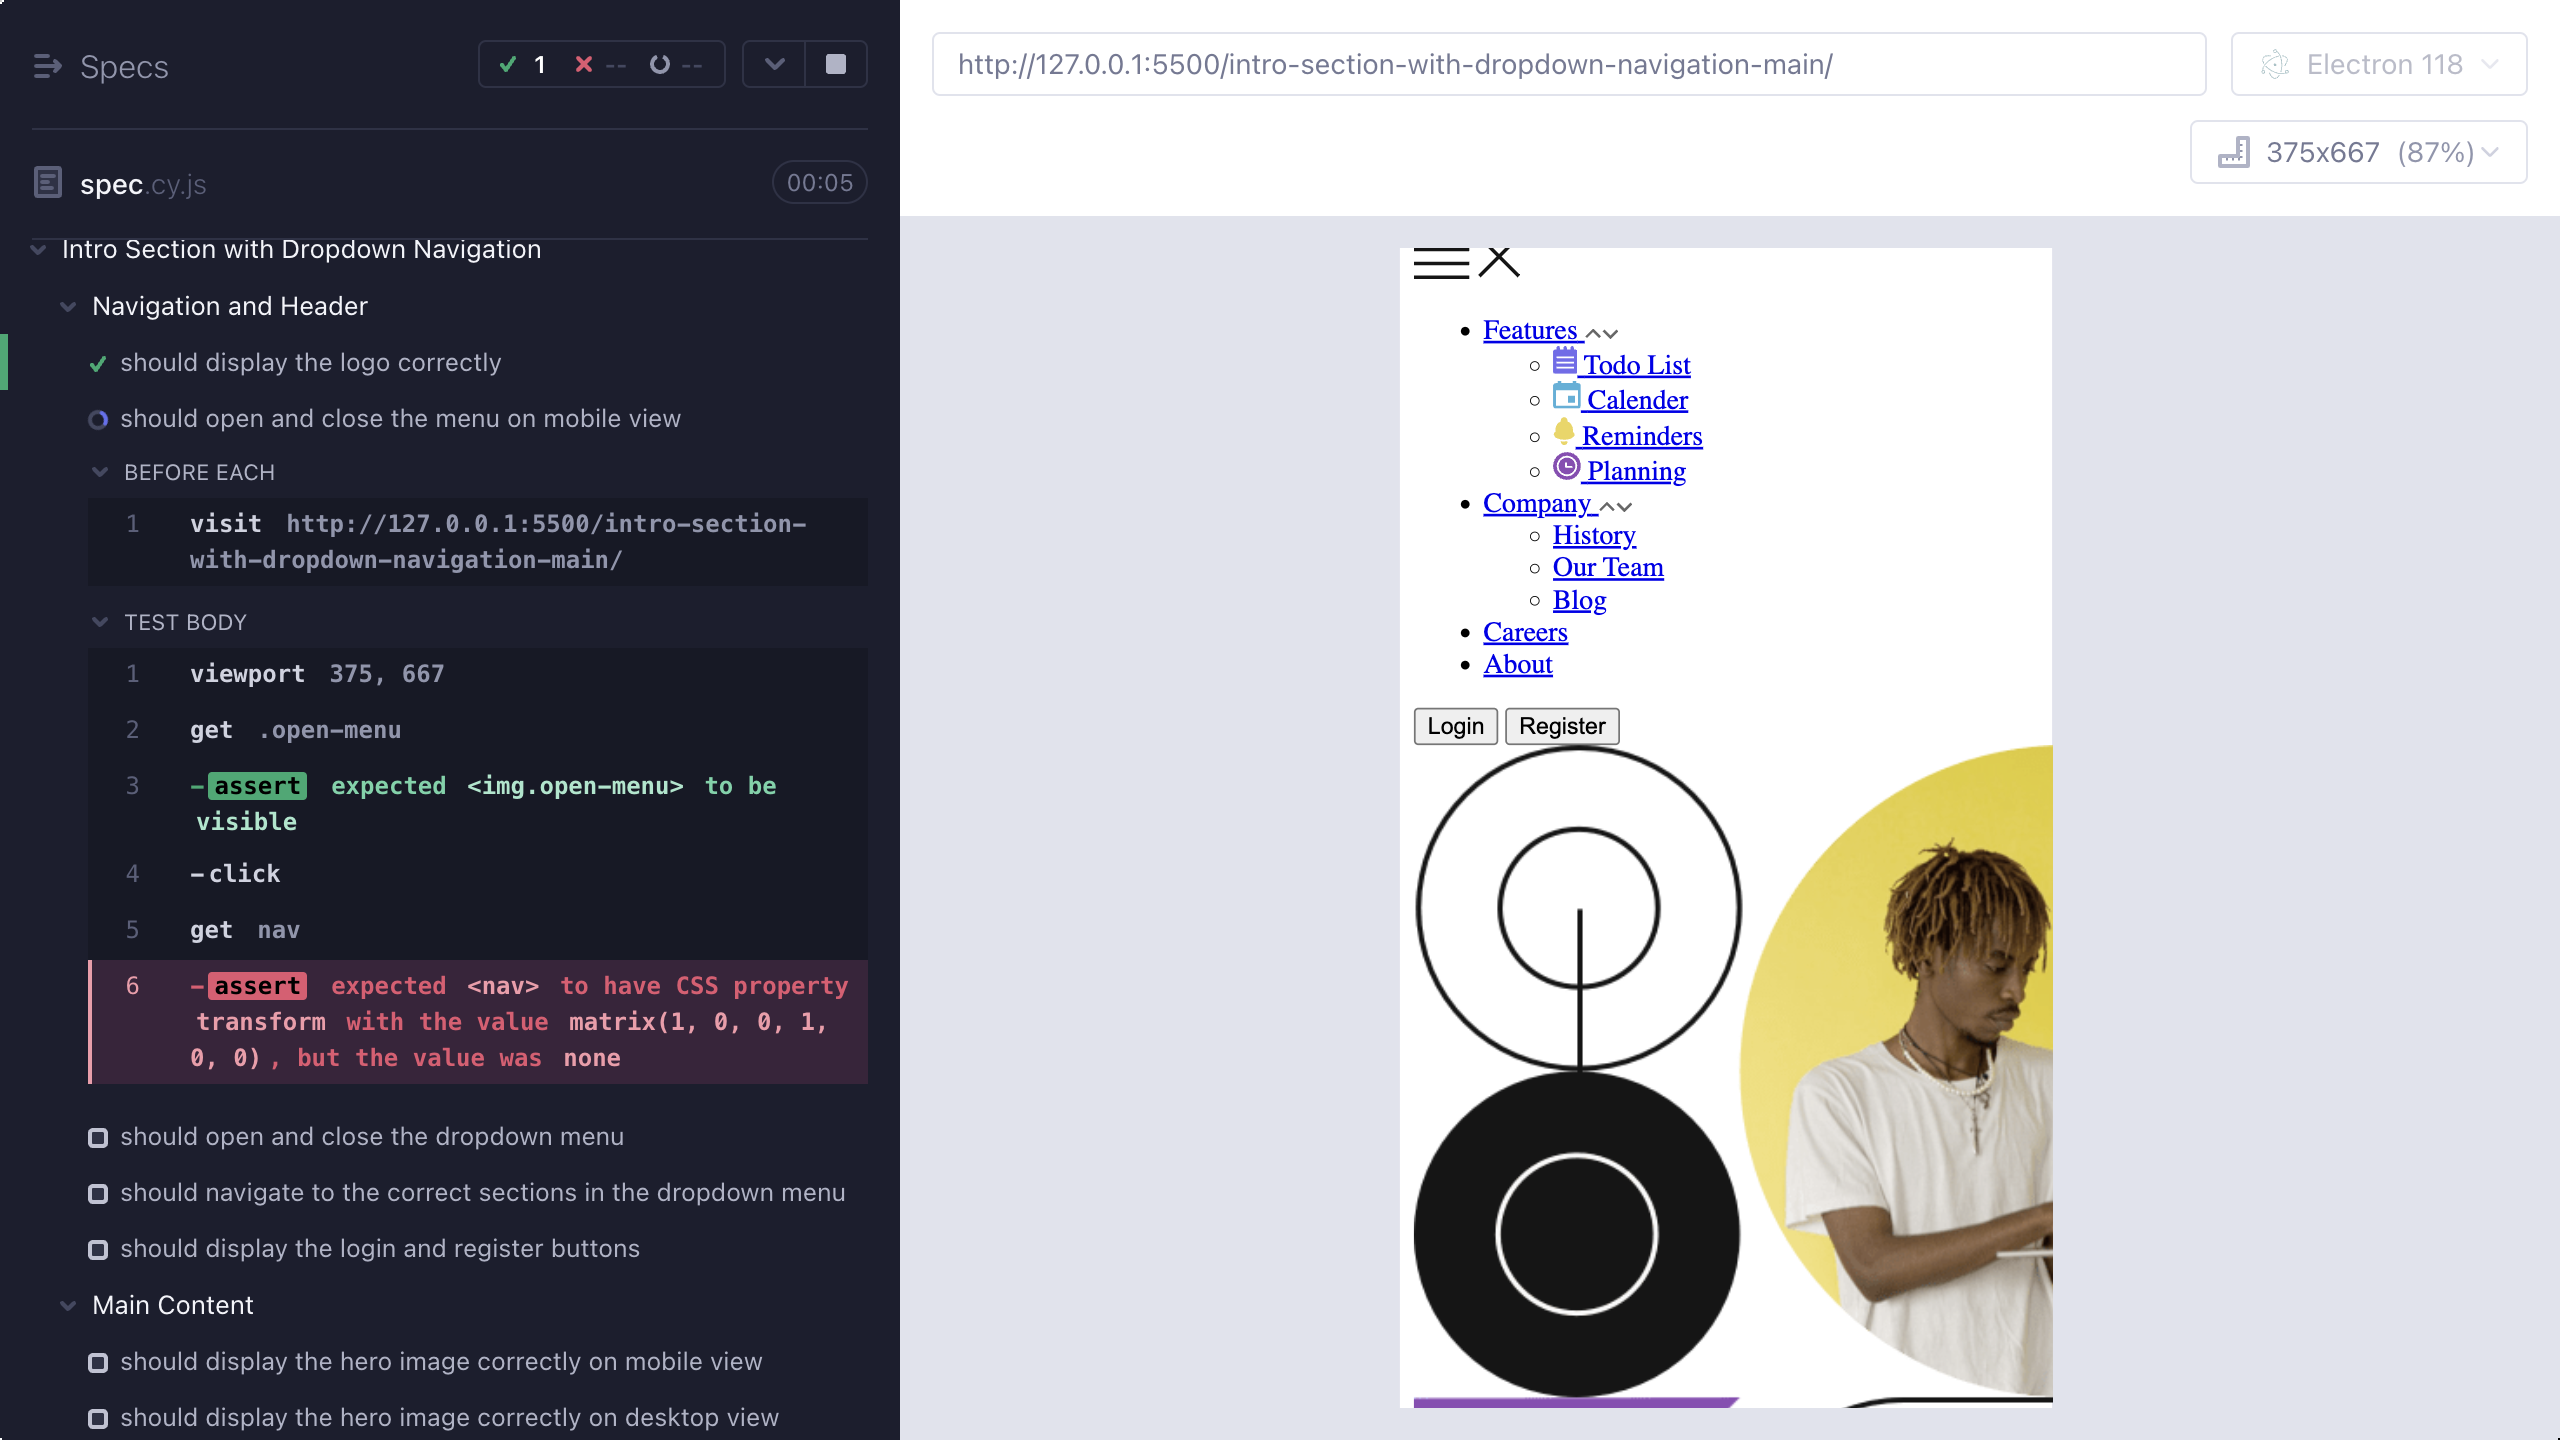 Specs
1 -- --
spec.cy.js
00:05
Intro Section with Dropdown Navigation
Navigation and Header
should display the logo correctly
should open and close the menu on mobile view
BEFORE EACH
1 visit http://127.0.0.1:5500/intro-section-
with-dropdown-navigation-main/
TEST BODY
1 viewport 375, 667
2 get .open-menu
3 -assert expected <img.open-menu> to be
visible
4 -click
5 get nav
6 -assert expected <nav> to have CSS property
transform with the value matrix(1, 0, 0, 1,
0, 0), but the value was none
should open and close the dropdown menu
should navigate to the correct sections in the dropdown menu
should display the login and register buttons
Main Content
should display the hero image correctly on mobile view
should display the hero image correctly on desktop view
http://127.0.0.1:5500/intro-section-with-dropdown-navigation-main/
Electron 118
375x667 (87%)
Features
Todo List
Calender
Reminders
Planning
Company
History
Our Team
Blog
Careers
About
Login Register